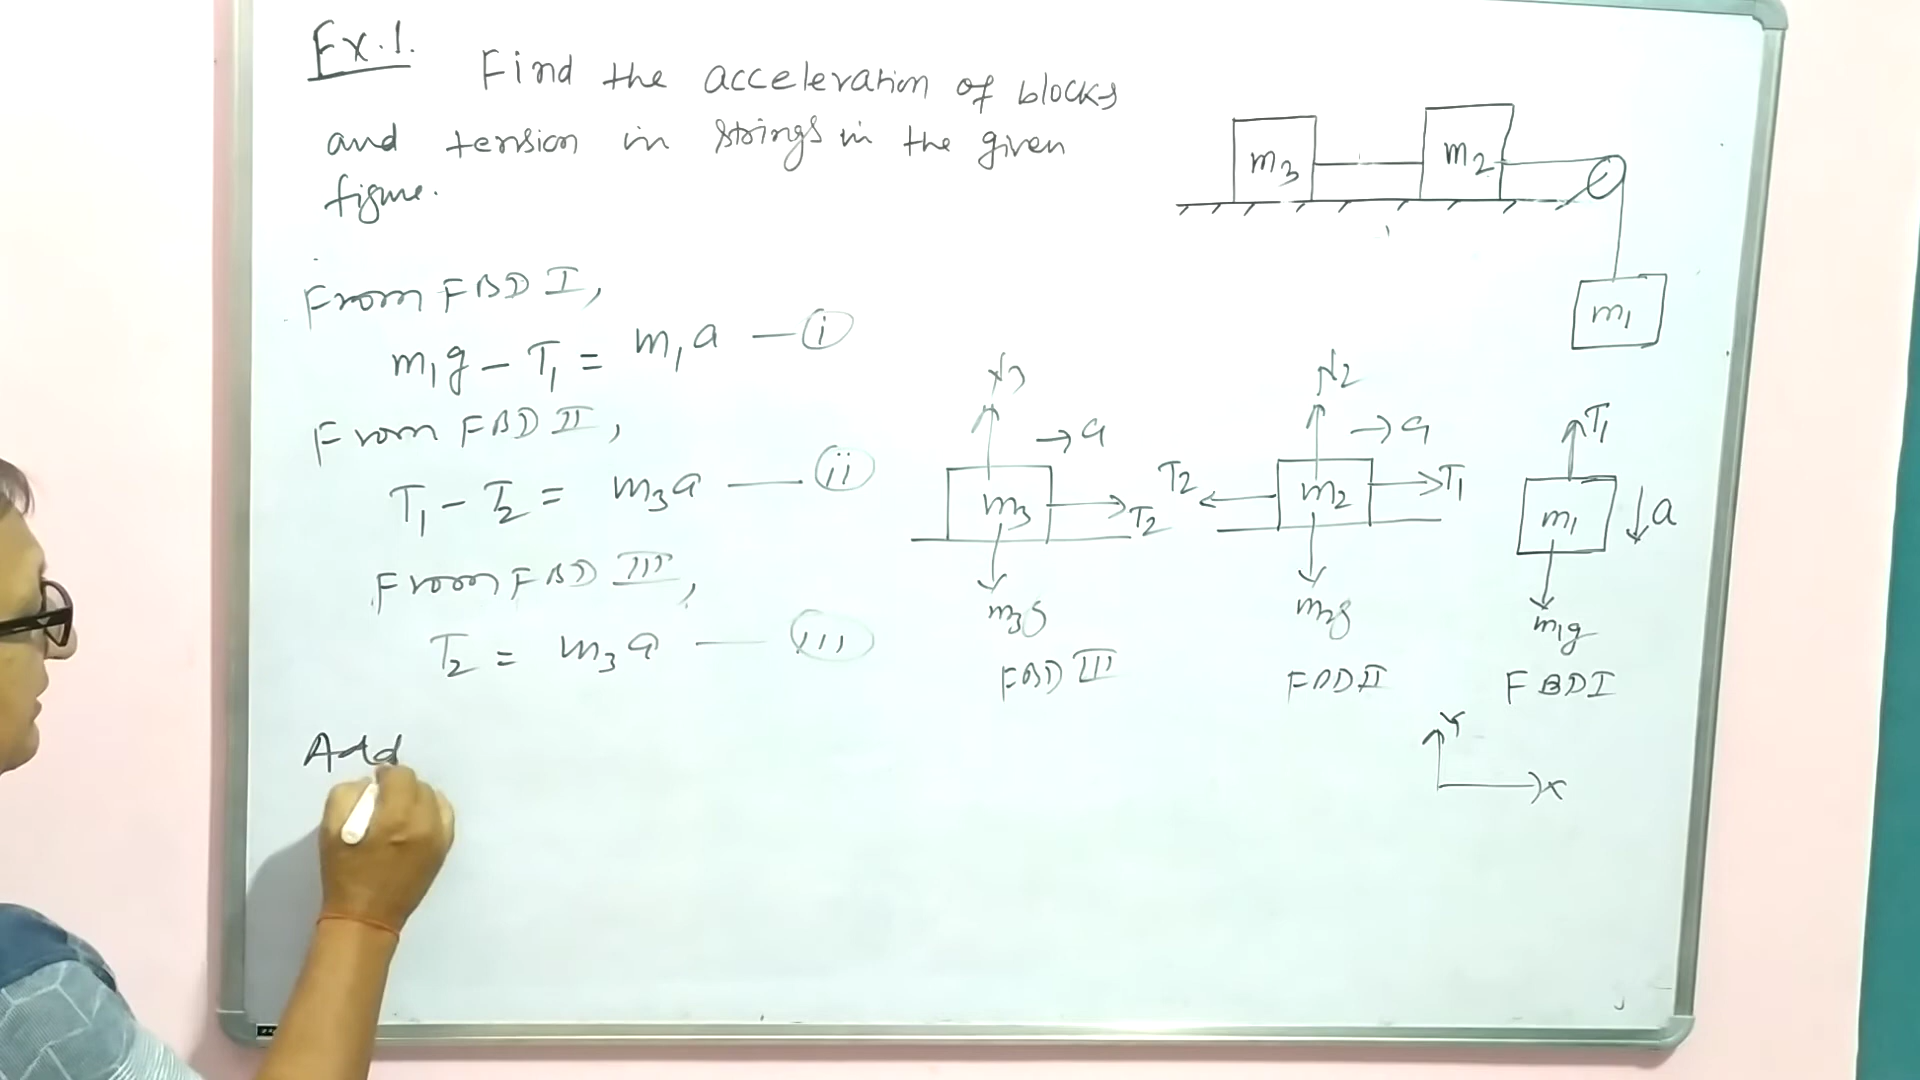 Ex.1.
Find the acceleration of blocks
and tension in strings in the given
figure.
m3
m2
m1
From FBD I,
m1g - T1 = m1a — (i)
From FBD II,
T1 - T2 = m3a — (ii)
From FBD III,
T2 = m3a — (iii)
Add
N3
→ a
m3
T2
m3g
FBD III
N2
→ a
T2
m2
T1
m2g
FBD II
T1
m1
↓ a
m1g
FBD I
Y
X